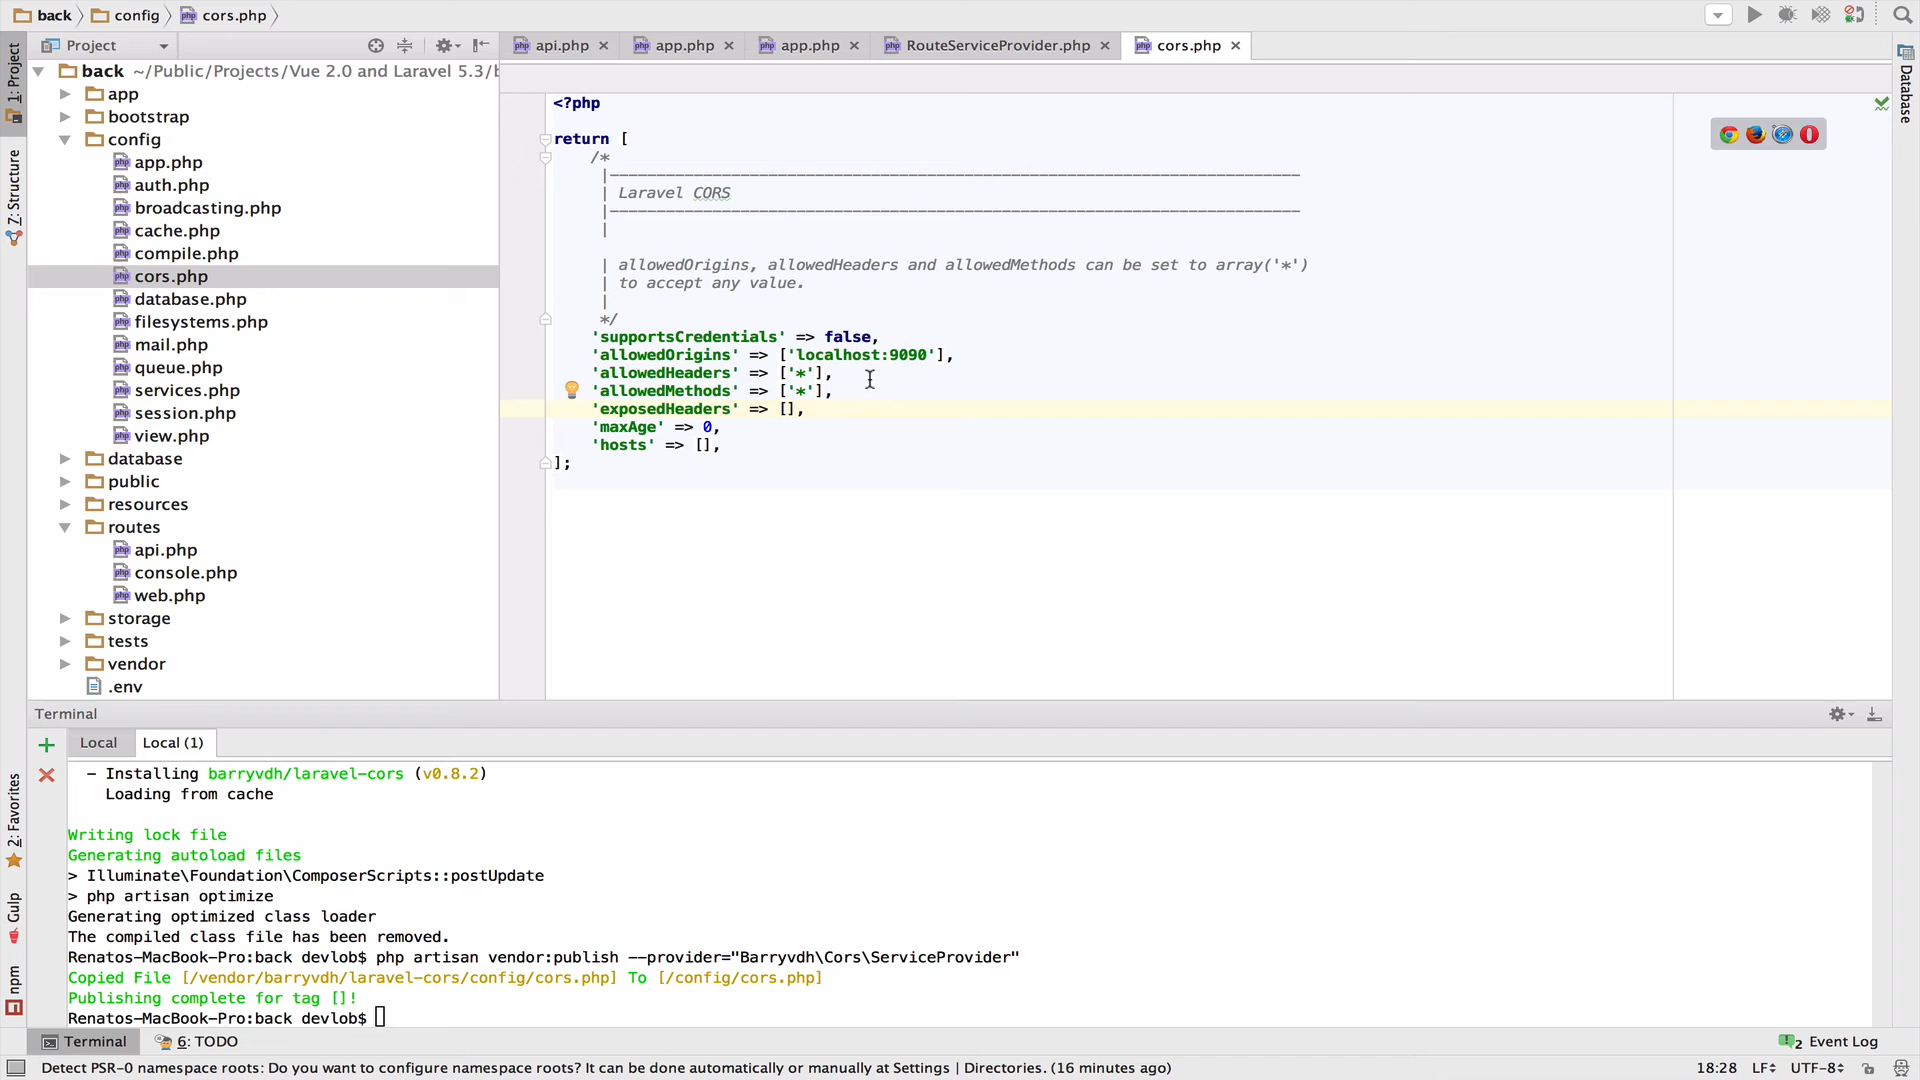 back config cors.php
Project
api.php app.php app.php RouteServiceProvider.php cors.php
1: Project
7: Structure
2: Favorites
Gulp
npm
Database
back ~/Public/Projects/Vue 2.0 and Laravel 5.3/b
app
bootstrap
config
app.php
auth.php
broadcasting.php
cache.php
compile.php
cors.php
database.php
filesystems.php
mail.php
queue.php
services.php
session.php
view.php
database
public
resources
routes
api.php
console.php
web.php
storage
tests
vendor
.env
<?php
return [
/*
|--------------------------------------------------------------------------
| Laravel CORS
|--------------------------------------------------------------------------
|
| allowedOrigins, allowedHeaders and allowedMethods can be set to array('*')
| to accept any value.
|
*/
'supportsCredentials' => false,
'allowedOrigins' => ['localhost:9090'],
'allowedHeaders' => ['*'],
'allowedMethods' => ['*'],
'exposedHeaders' => [],
'maxAge' => 0,
'hosts' => [],
];
Terminal
Local Local (1)
- Installing barryvdh/laravel-cors (v0.8.2)
Loading from cache
Writing lock file
Generating autoload files
> Illuminate\Foundation\ComposerScripts::postUpdate
> php artisan optimize
Generating optimized class loader
The compiled class file has been removed.
Renatos-MacBook-Pro:back devlob$ php artisan vendor:publish --provider="Barryvdh\Cors\ServiceProvider"
Copied File [/vendor/barryvdh/laravel-cors/config/cors.php] To [/config/cors.php]
Publishing complete for tag []!
Renatos-MacBook-Pro:back devlob$
Terminal 6: TODO 2 Event Log
Detect PSR-0 namespace roots: Do you want to configure namespace roots? It can be done automatically or manually at Settings | Directories. (16 minutes ago) 18:28 LF UTF-8